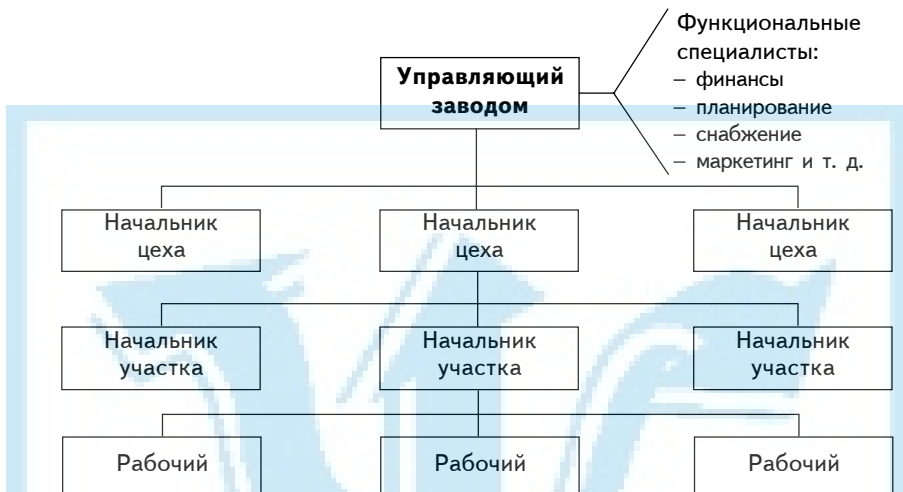 Функциональные
специалисты:
– финансы
– планирование
– снабжение
– маркетинг и т. д.
Управляющий
заводом
Начальник
цеха
Начальник
цеха
Начальник
цеха
Начальник
участка
Начальник
участка
Начальник
участка
Рабочий
Рабочий
Рабочий